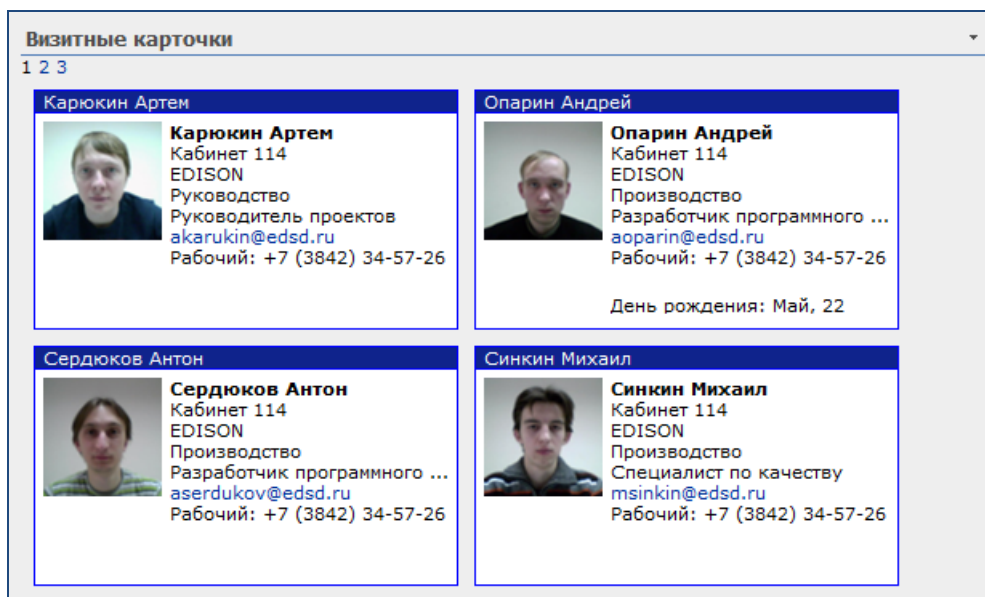 Визитные карточки
1 2 3
Карюкин Артем
Карюкин Артем
Кабинет 114
EDISON
Руководство
Руководитель проектов
akarukin@edsd.ru
Рабочий: +7 (3842) 34-57-26
Опарин Андрей
Опарин Андрей
Кабинет 114
EDISON
Производство
Разработчик программного ...
aoparin@edsd.ru
Рабочий: +7 (3842) 34-57-26
День рождения: Май, 22
Сердюков Антон
Сердюков Антон
Кабинет 114
EDISON
Производство
Разработчик программного ...
aserdukov@edsd.ru
Рабочий: +7 (3842) 34-57-26
Синкин Михаил
Синкин Михаил
Кабинет 114
EDISON
Производство
Специалист по качеству
msinkin@edsd.ru
Рабочий: +7 (3842) 34-57-26